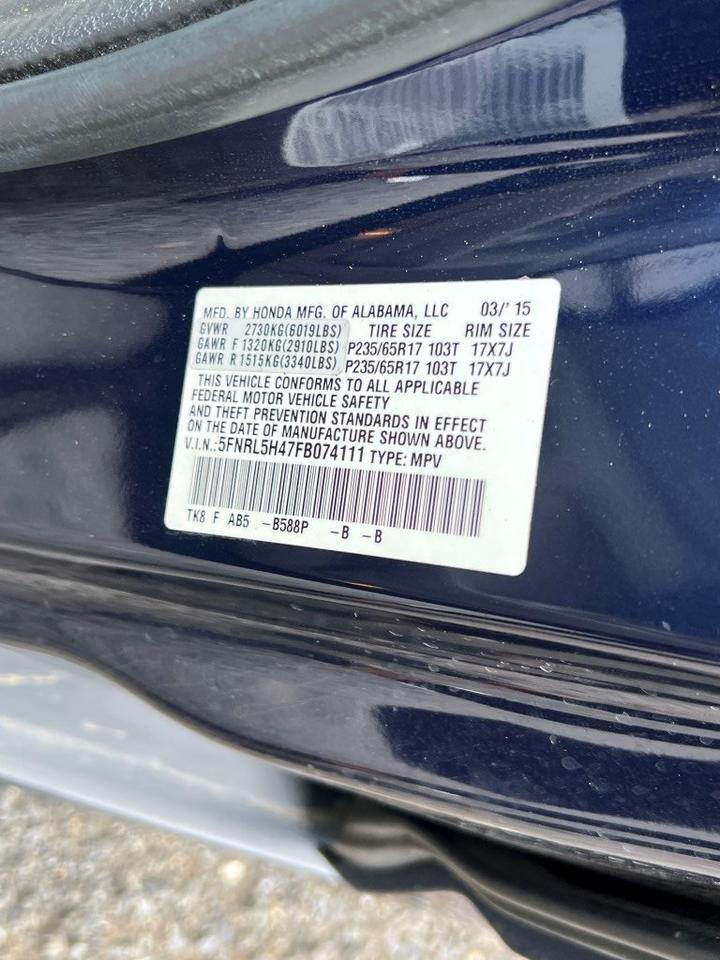 MFD. BY HONDA MFG. OF ALABAMA, LLC 03/'15
GVWR 2730KG(6019LBS) TIRE SIZE RIM SIZE
GAWR F 1320KG(2910LBS) P235/65R17 103T 17X7J
GAWR R 1515KG(3340LBS) P235/65R17 103T 17X7J
THIS VEHICLE CONFORMS TO ALL APPLICABLE
FEDERAL MOTOR VEHICLE SAFETY
AND THEFT PREVENTION STANDARDS IN EFFECT
ON THE DATE OF MANUFACTURE SHOWN ABOVE.
V.I.N.: 5FNRL5H47FB074111 TYPE: MPV
TK8 F AB5 -B588P -B -B